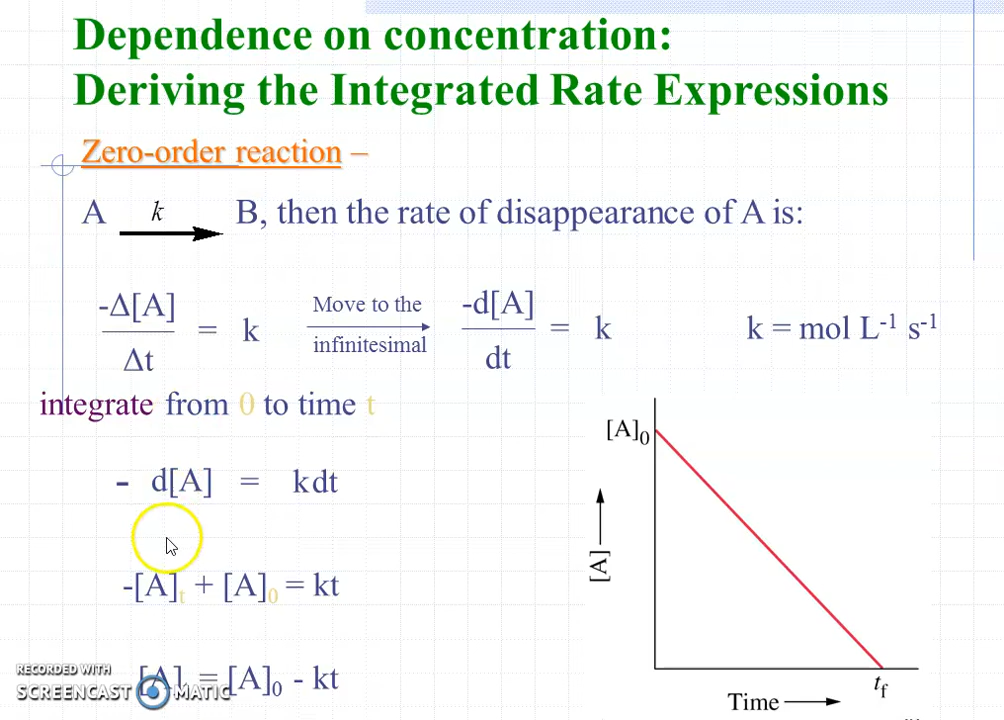 Dependence on concentration:
Deriving the Integrated Rate Expressions
Zero-order reaction –
A k B, then the rate of disappearance of A is:
-Δ[A]
Δt
= k
Move to the
infinitesimal
-d[A]
dt
= k
k = mol L⁻¹ s⁻¹
integrate from 0 to time t
- d[A] = kdt
-[A]t + [A]0 = kt
[A] = [A]0 - kt
[A]0
[A]
Time
tf
RECORDED WITH
SCREENCAST MATIC